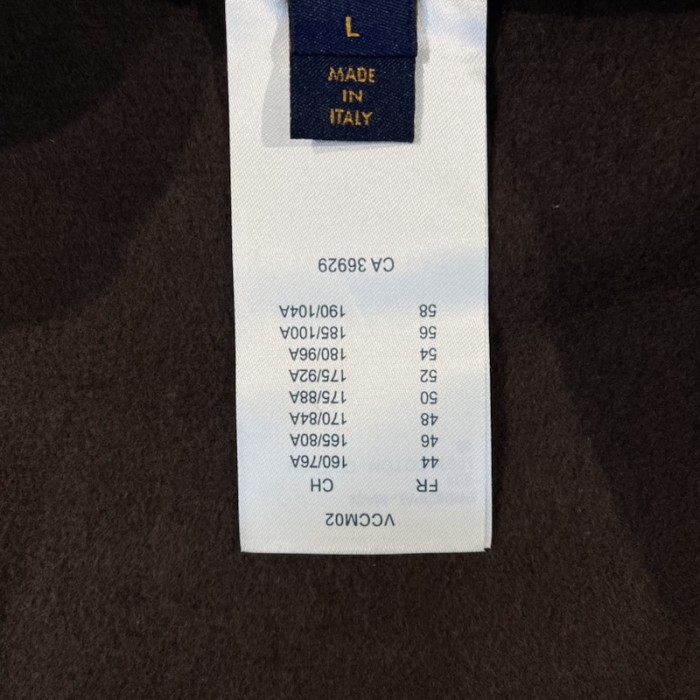 L
MADE
IN
ITALY
VCCM02
FR CH
44 160/76A
46 165/80A
48 170/84A
50 175/88A
52 175/92A
54 180/96A
56 185/100A
58 190/104A
CA 36929